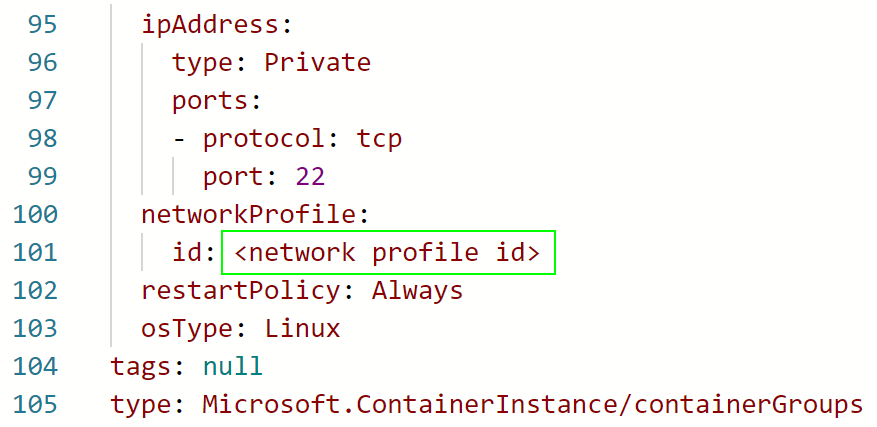 95 ipAddress:
96 type: Private
97 ports:
98 - protocol: tcp
99 port: 22
100 networkProfile:
101 id: <network profile id>
102 restartPolicy: Always
103 osType: Linux
104 tags: null
105 type: Microsoft.ContainerInstance/containerGroups